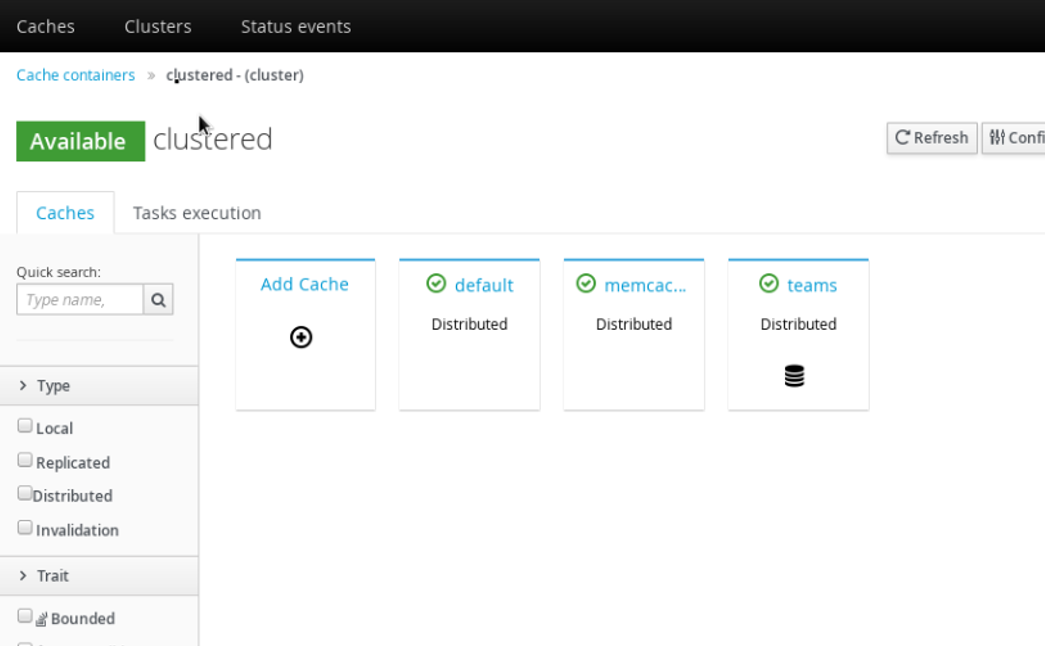 Caches Clusters Status events
Cache containers » clustered - (cluster)
Available clustered
Refresh Confi
Caches Tasks execution
Quick search:
Type name,
Add Cache
default
Distributed
memcac...
Distributed
teams
Distributed
Type
Local
Replicated
Distributed
Invalidation
Trait
Bounded